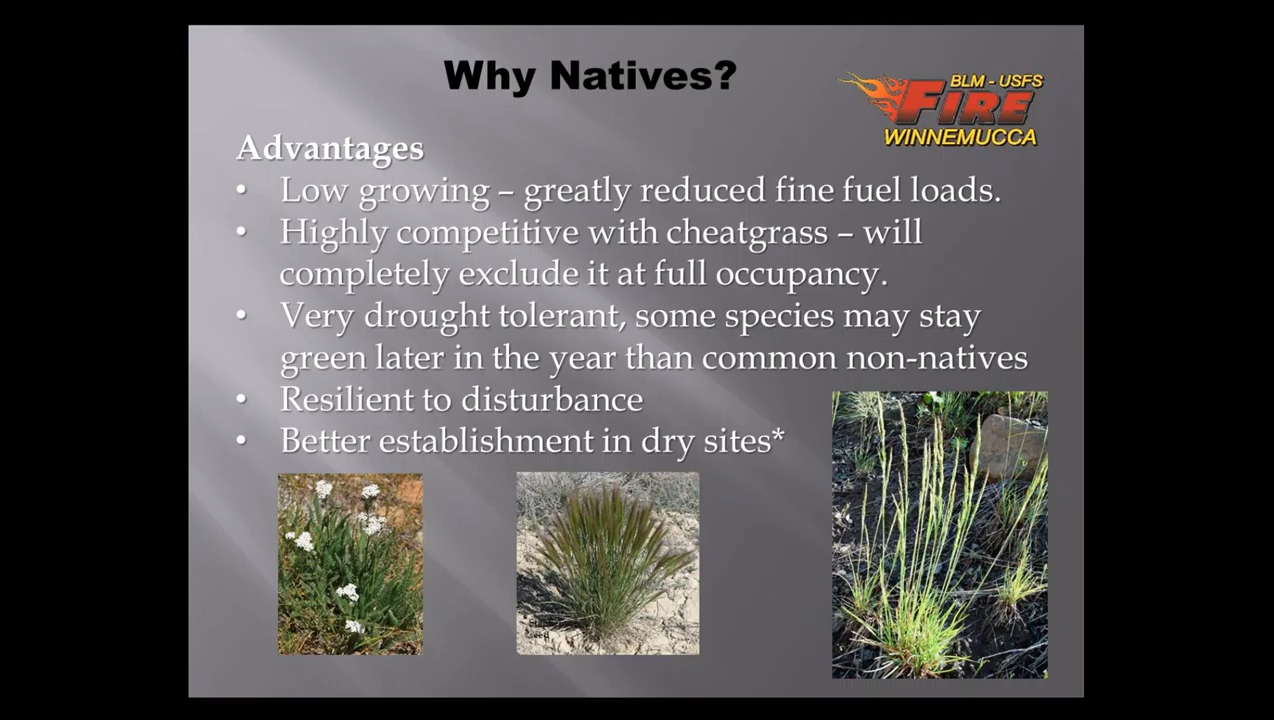 Why Natives?
BLM - USFS
FIRE
WINNEMUCCA
Advantages
• Low growing – greatly reduced fine fuel loads.
• Highly competitive with cheatgrass – will
completely exclude it at full occupancy.
• Very drought tolerant, some species may stay
green later in the year than common non-natives
• Resilient to disturbance
• Better establishment in dry sites*